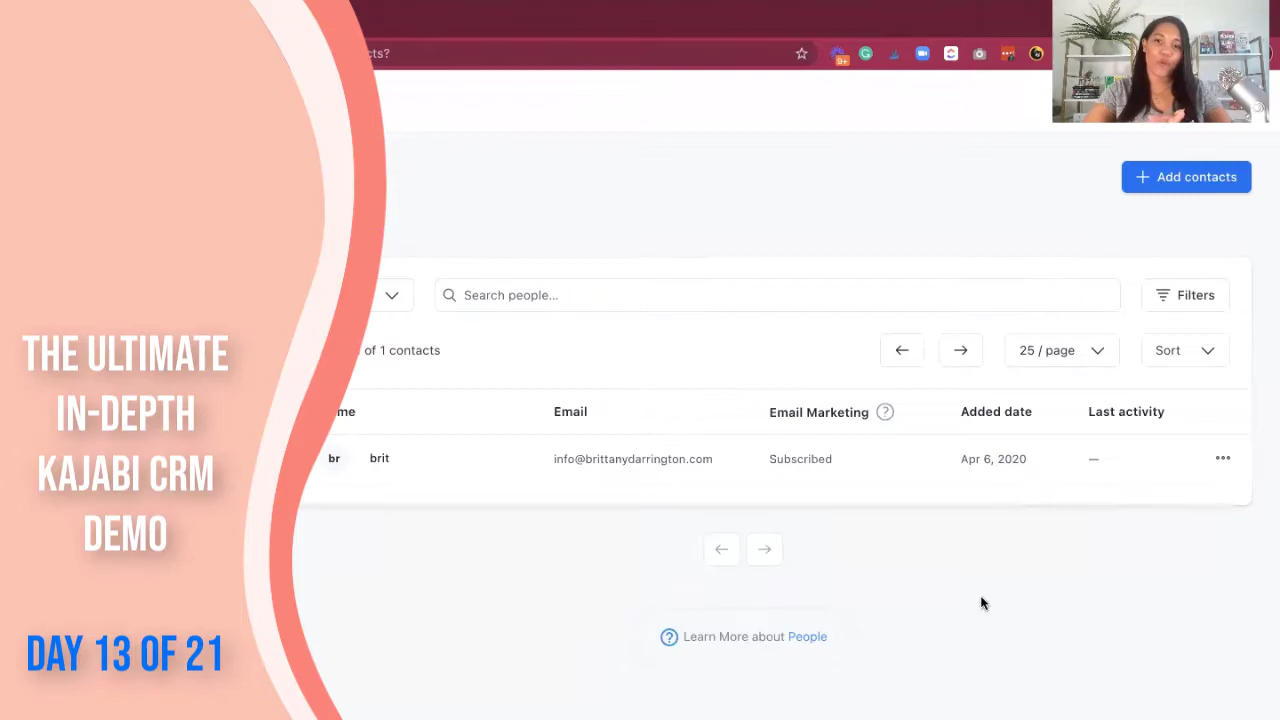 cts?
9+
+ Add contacts
Search people...
Filters
of 1 contacts
25 / page
Sort
me
Email
Email Marketing ?
Added date
Last activity
br
brit
info@brittanydarrington.com
Subscribed
Apr 6, 2020
—
? Learn More about People
THE ULTIMATE
IN-DEPTH
KAJABI CRM
DEMO
DAY 13 OF 21